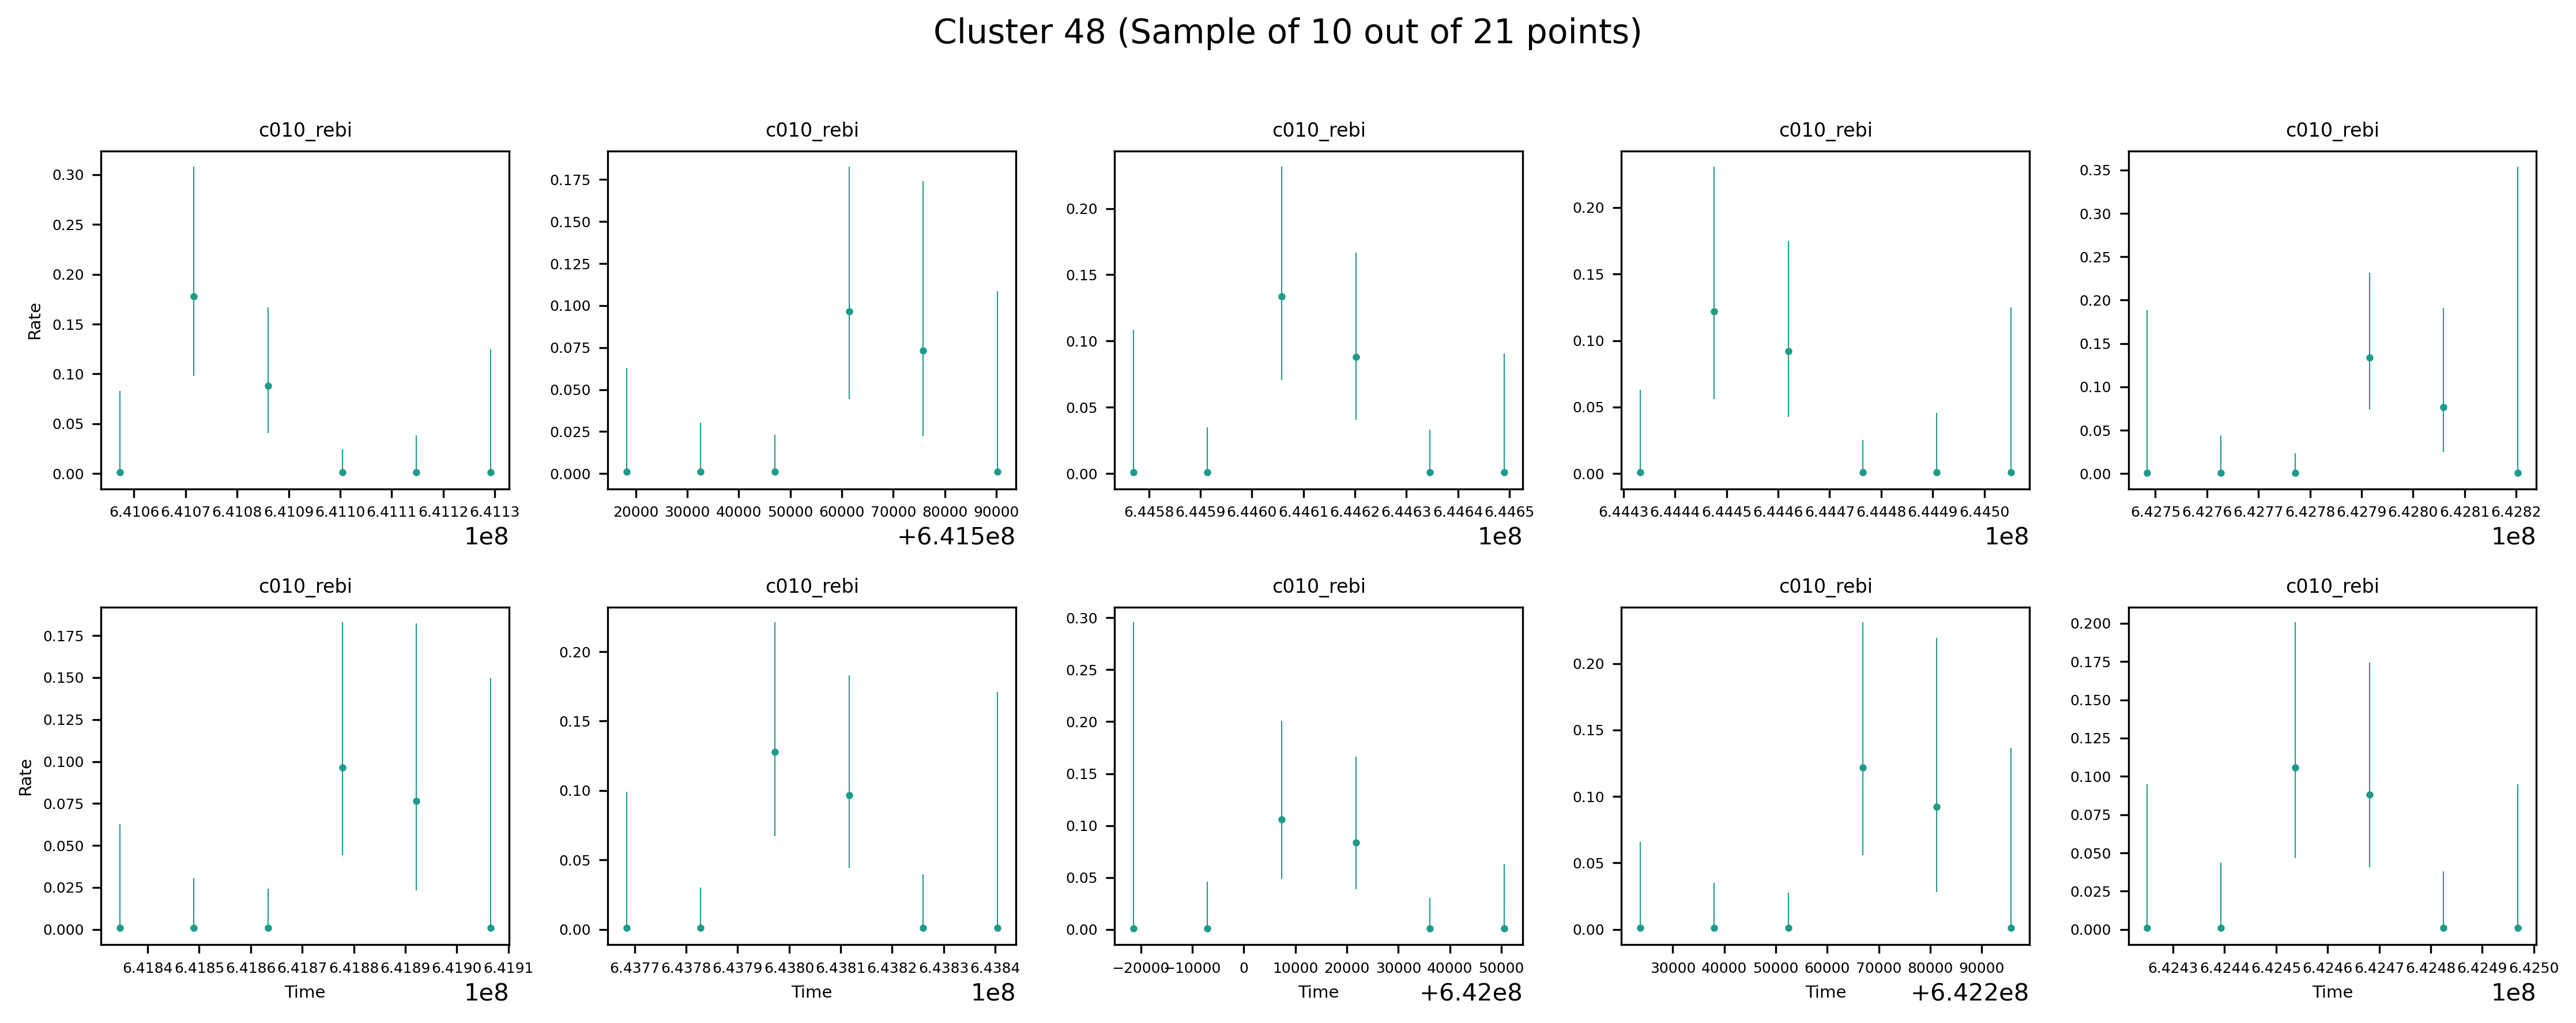 Cluster 48 (Sample of 10 out of 21 points)
c010_rebi c010_rebi c010_rebi c010_rebi c010_rebi
Rate
0.30
0.25
0.20
0.15
0.10
0.05
0.00
6.4106 6.4107 6.4108 6.4109 6.4110 6.4111 6.4112 6.4113
1e8
0.175
0.150
0.125
0.100
0.075
0.050
0.025
0.000
20000 30000 40000 50000 60000 70000 80000 90000
+6.415e8
0.20
0.15
0.10
0.05
0.00
6.4458 6.4459 6.4460 6.4461 6.4462 6.4463 6.4464 6.4465
1e8
0.20
0.15
0.10
0.05
0.00
6.4443 6.4444 6.4445 6.4446 6.4447 6.4448 6.4449 6.4450
1e8
0.35
0.30
0.25
0.20
0.15
0.10
0.05
0.00
6.4275 6.4276 6.4277 6.4278 6.4279 6.4280 6.4281 6.4282
1e8
c010_rebi c010_rebi c010_rebi c010_rebi c010_rebi
Rate
0.175
0.150
0.125
0.100
0.075
0.050
0.025
0.000
6.4184 6.4185 6.4186 6.4187 6.4188 6.4189 6.4190 6.4191
Time
1e8
0.20
0.15
0.10
0.05
0.00
6.4377 6.4378 6.4379 6.4380 6.4381 6.4382 6.4383 6.4384
Time
1e8
0.30
0.25
0.20
0.15
0.10
0.05
0.00
−20000 −10000 0 10000 20000 30000 40000 50000
Time
+6.42e8
0.20
0.15
0.10
0.05
0.00
30000 40000 50000 60000 70000 80000 90000
Time
+6.422e8
0.200
0.175
0.150
0.125
0.100
0.075
0.050
0.025
0.000
6.4243 6.4244 6.4245 6.4246 6.4247 6.4248 6.4249 6.4250
Time
1e8